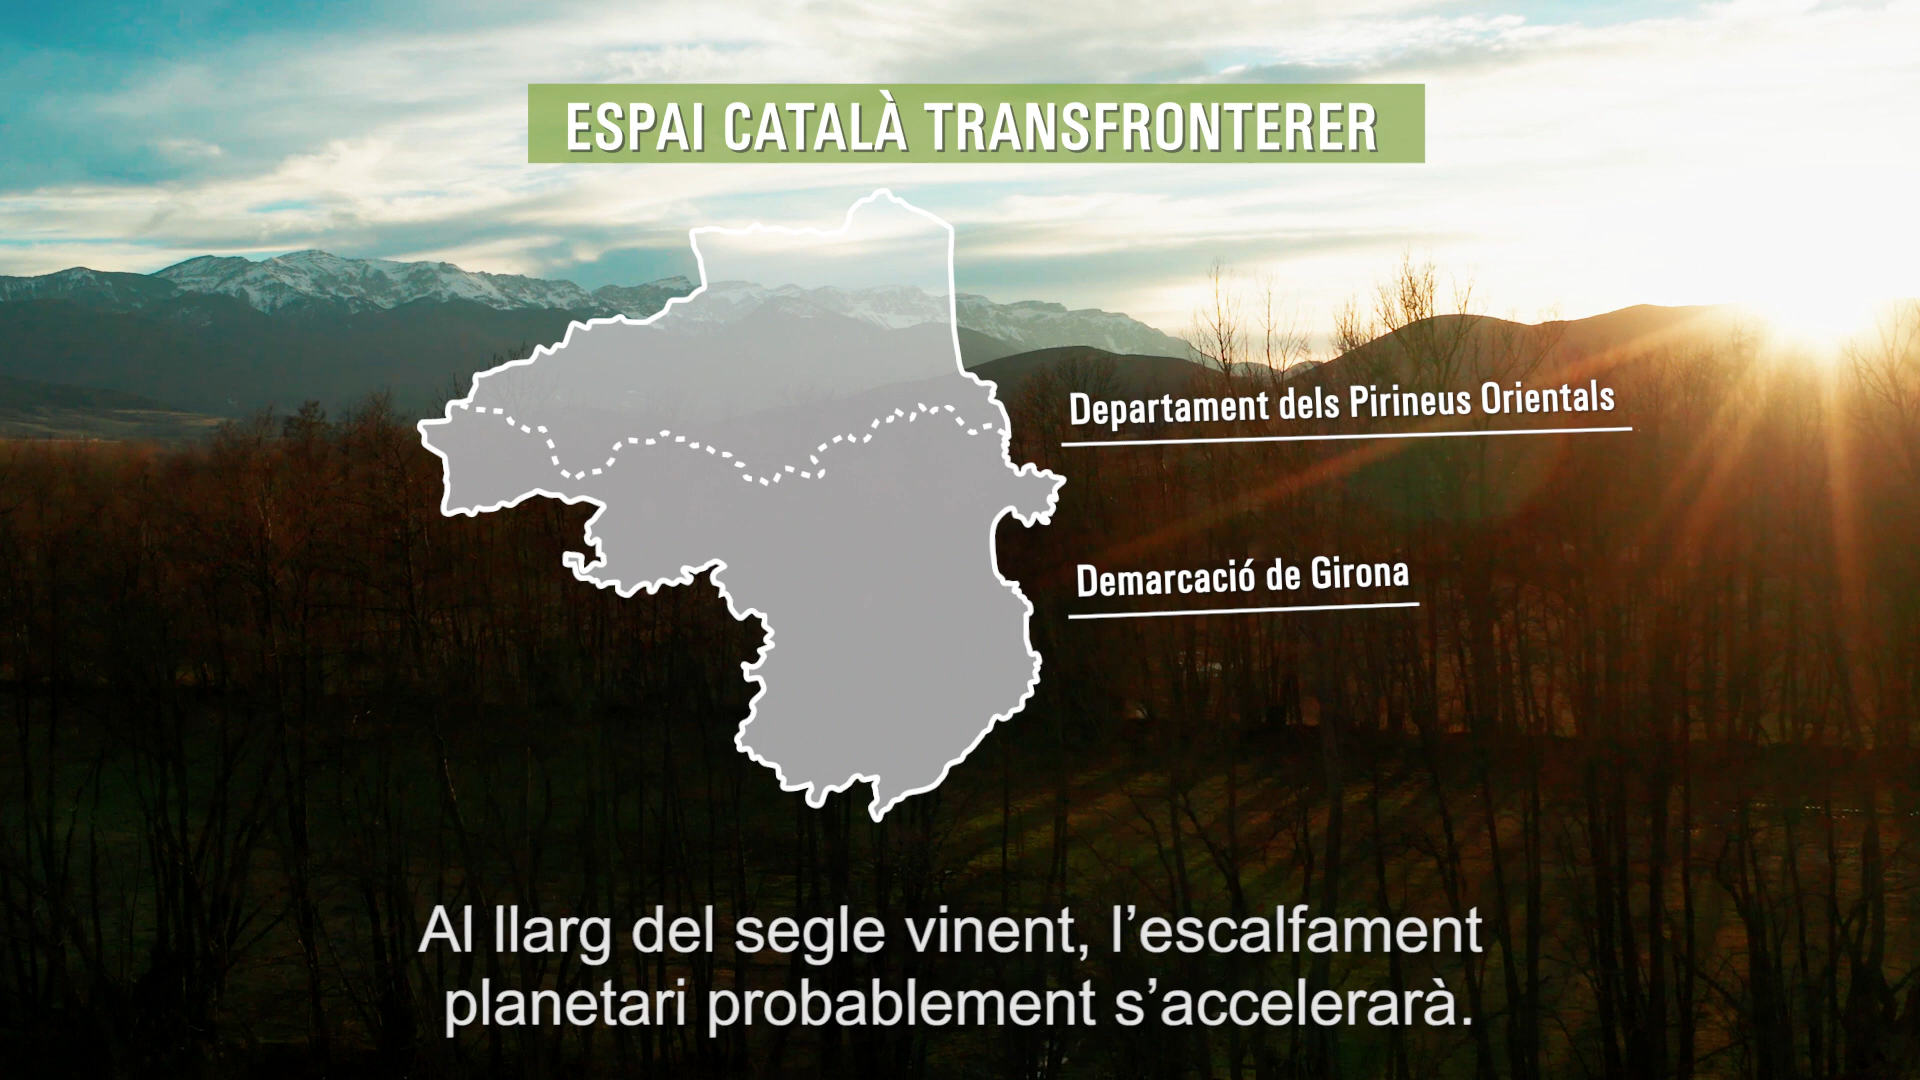 ESPAI CATALÀ TRANSFRONTERER
Departament dels Pirineus Orientals
Demarcació de Girona
Al llarg del segle vinent, l’escalfament
planetari probablement s’accelerarà.